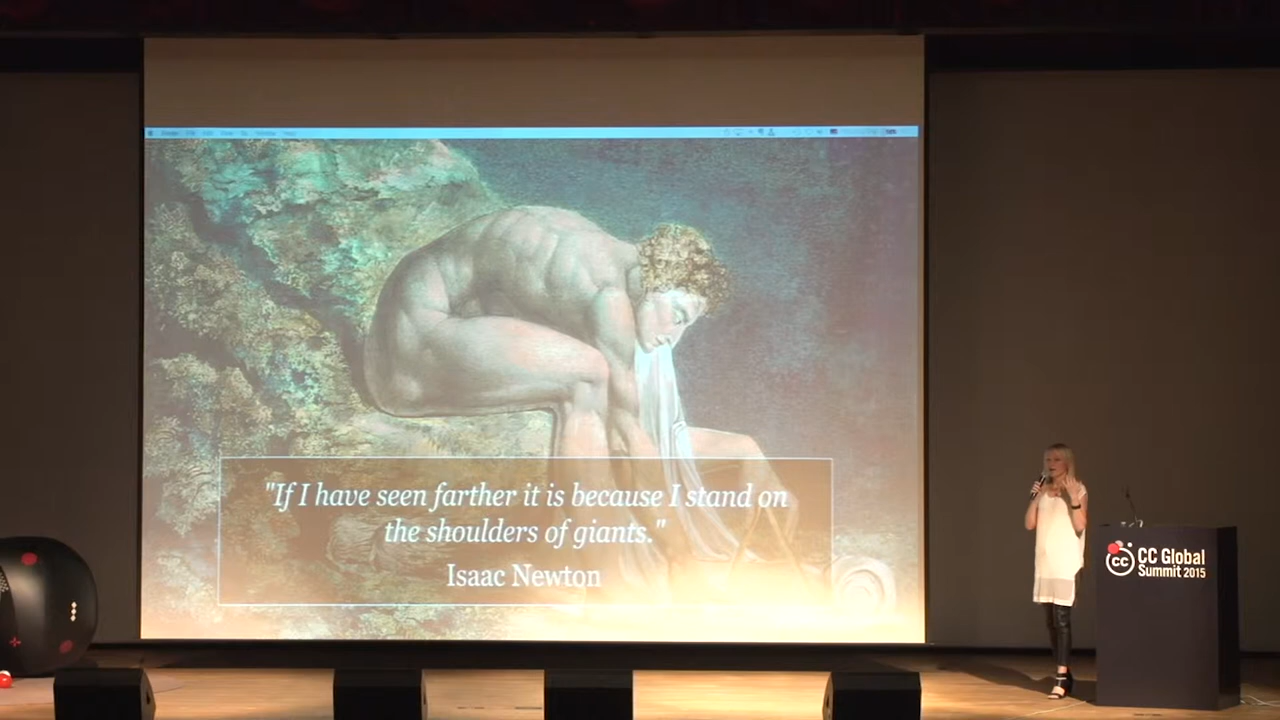 "If I have seen farther it is because I stand on
the shoulders of giants."
Isaac Newton
CC
CC Global
Summit 2015